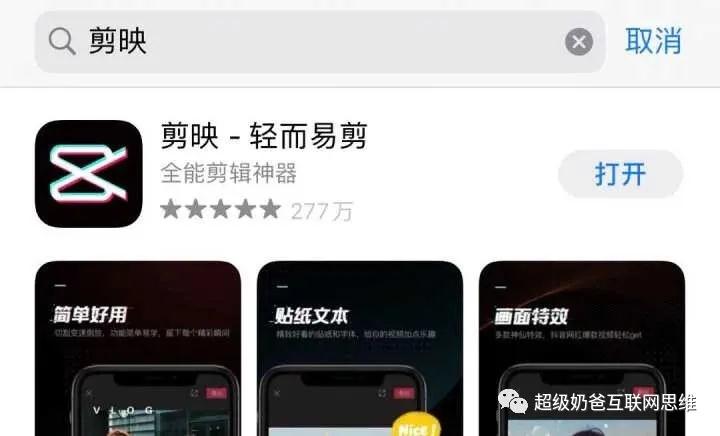 剪映
取消
剪映 - 轻而易剪
全能剪辑神器
打开
277万
简单好用
切割变速倒放，功能简单易学，留下每个精彩瞬间
贴纸文本
精致好看的贴纸和字体，给你的视频加点乐趣
画面特效
多款神仙特效，抖音网红爆款视频轻松get
VLOG
Nice!
超级奶爸互联网思维